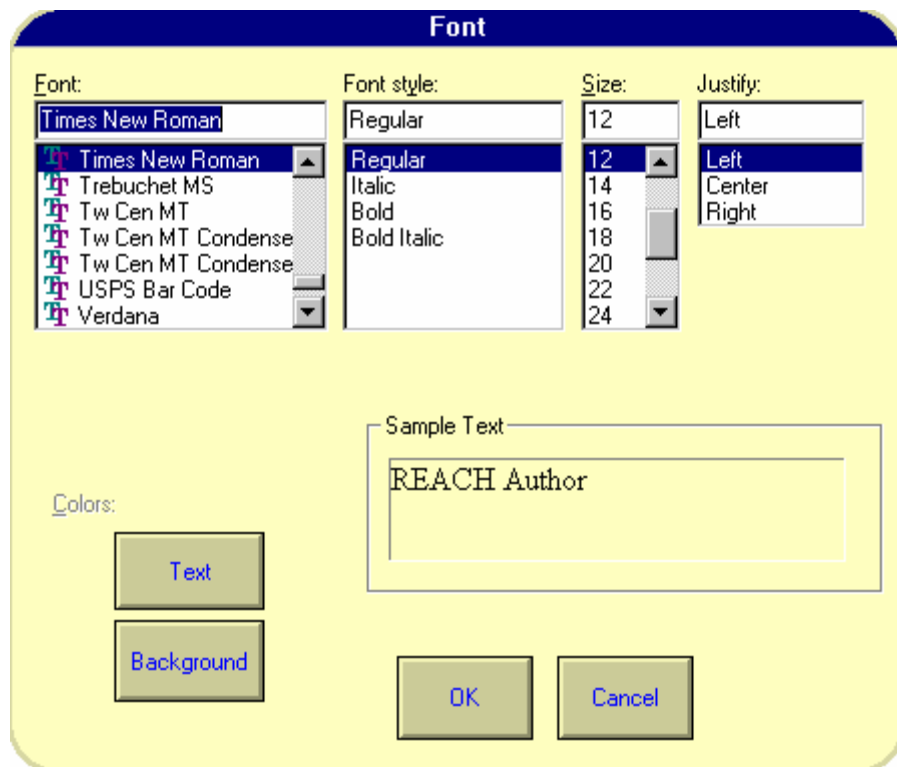 Font
Font:
Times New Roman
Times New Roman
Trebuchet MS
Tw Cen MT
Tw Cen MT Condense
Tw Cen MT Condense
USPS Bar Code
Verdana
Font style:
Regular
Regular
Italic
Bold
Bold Italic
Size:
12
12
14
16
18
20
22
24
Justify:
Left
Left
Center
Right
Sample Text
REACH Author
Colors:
Text
Background
OK
Cancel